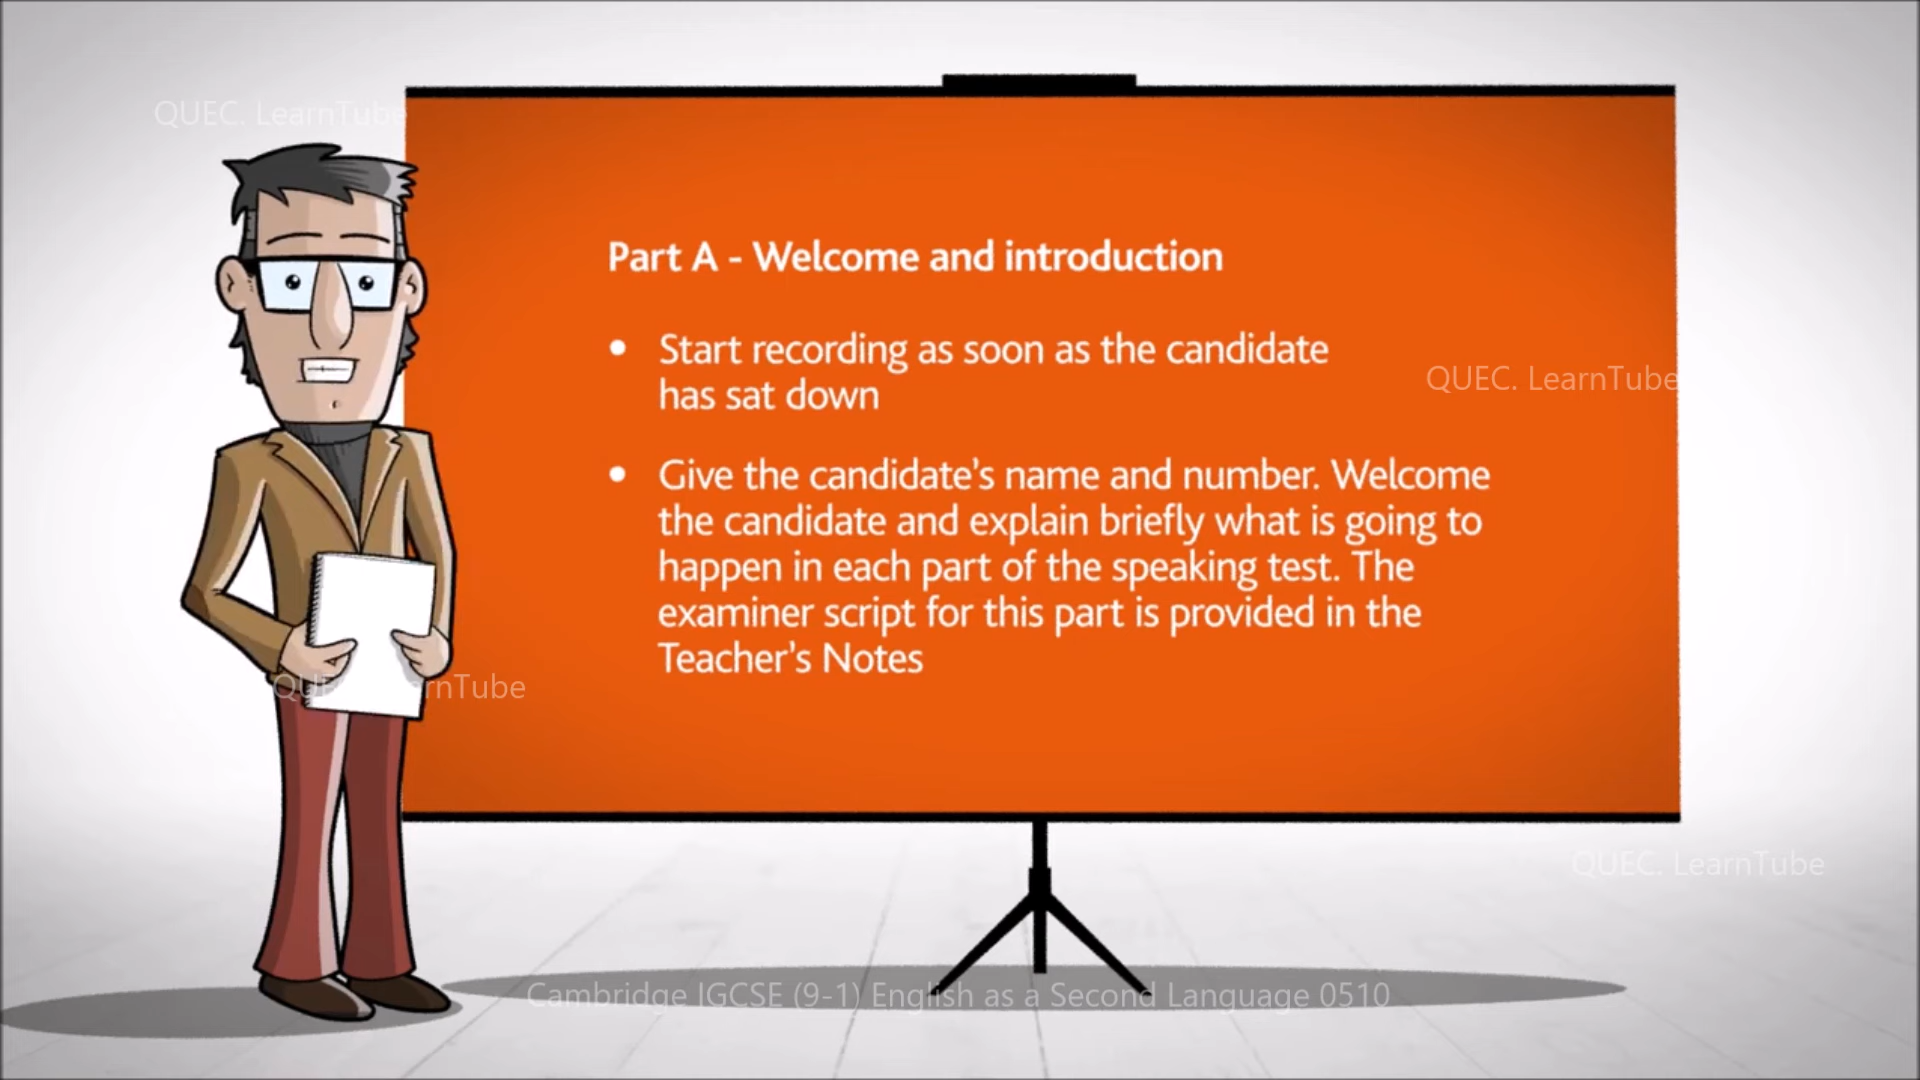 QUEC. LearnTube
Part A - Welcome and introduction
• Start recording as soon as the candidate
has sat down
QUEC. LearnTube
• Give the candidate’s name and number. Welcome
the candidate and explain briefly what is going to
happen in each part of the speaking test. The
examiner script for this part is provided in the
Teacher’s Notes
QUEC. LearnTube
QUEC. LearnTube
Cambridge IGCSE (9-1) English as a Second Language 0510